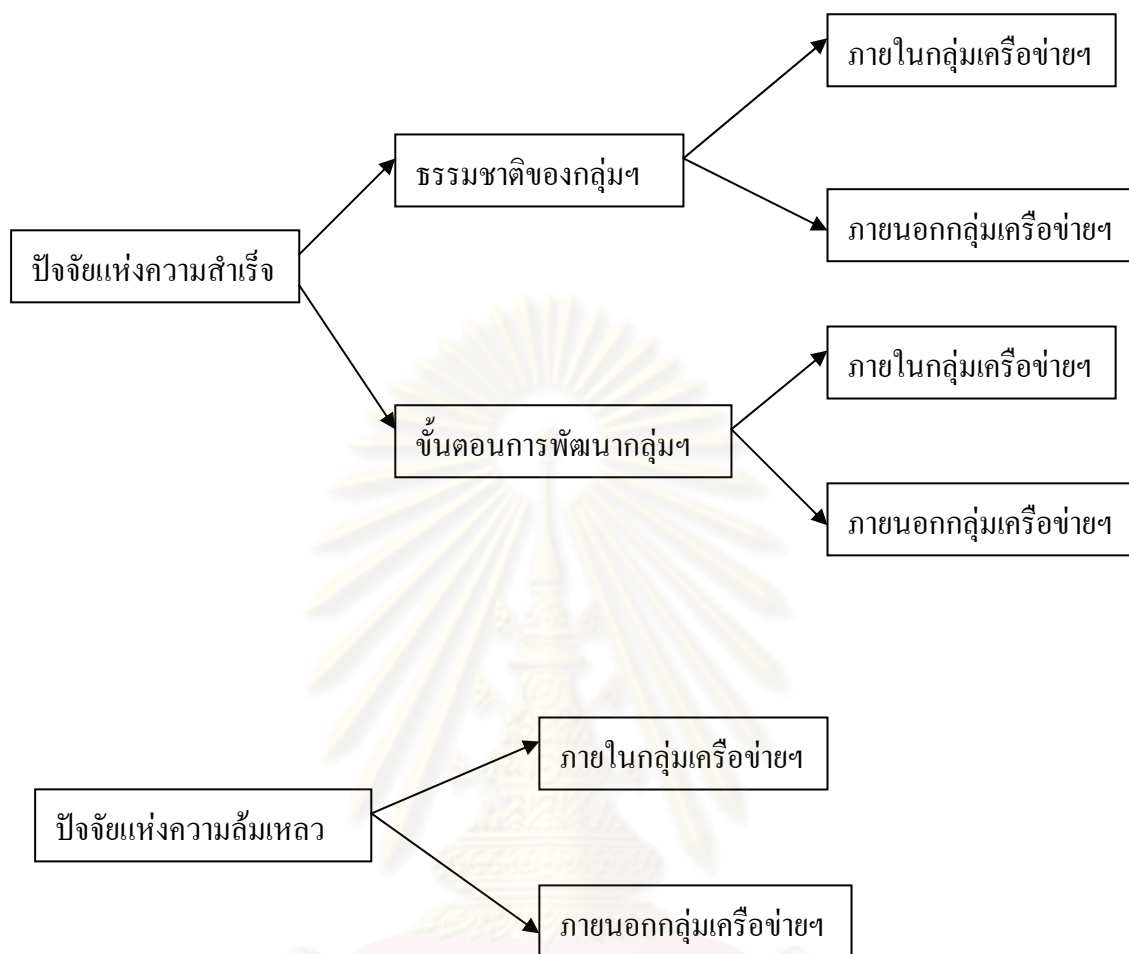 ภายในกลุ่มเครือข่ายฯ
ธรรมชาติของกลุ่มฯ
ภายนอกกลุ่มเครือข่ายฯ
ปัจจัยแห่งความสำเร็จ
ภายในกลุ่มเครือข่ายฯ
ขั้นตอนการพัฒนากลุ่มฯ
ภายนอกกลุ่มเครือข่ายฯ
ภายในกลุ่มเครือข่ายฯ
ปัจจัยแห่งความล้มเหลว
ภายนอกกลุ่มเครือข่ายฯ